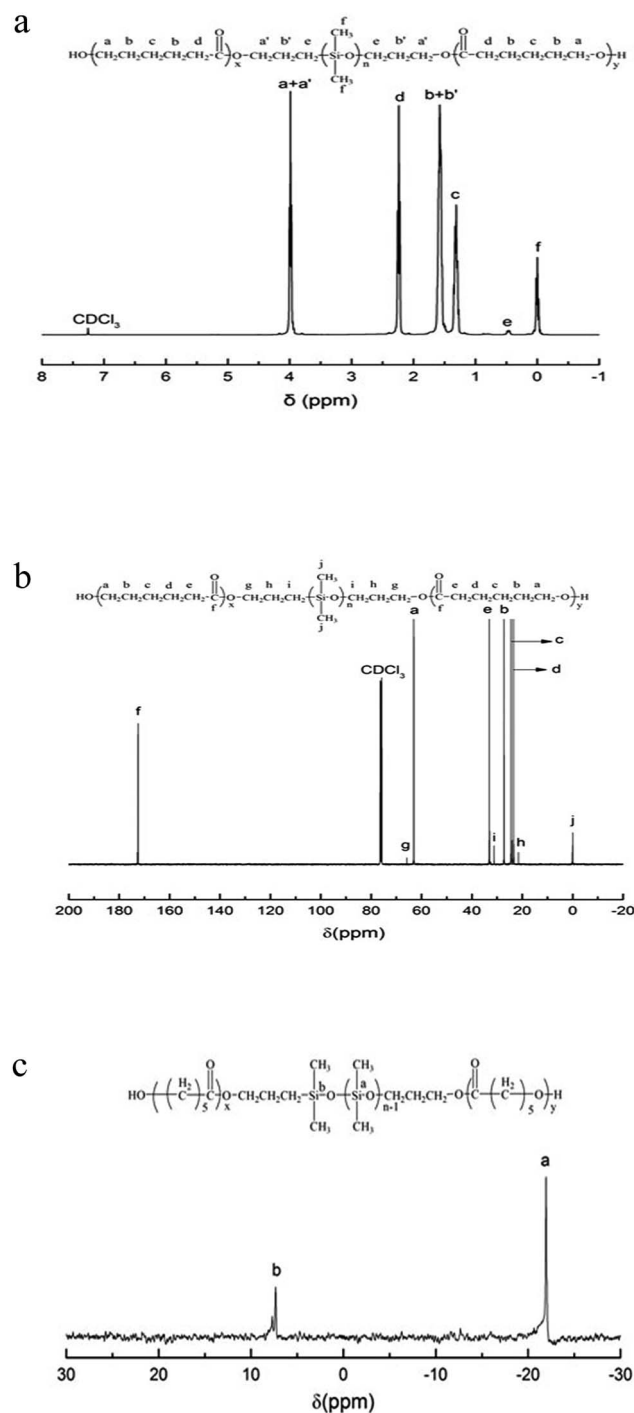 a
f
CH₃
a b c b d O a' b' e e b' a' O d b c b a
HO(CH₂CH₂CH₂CH₂CH₂-C)O-CH₂CH₂CH₂(Si-O)CH₂CH₂CH₂-O(C-CH₂CH₂CH₂CH₂CH₂-O)H
x n y
CH₃
f
a+a' d b+b'
c
f
CDCl₃ e
8 7 6 5 4 3 2 1 0 -1
δ (ppm)
b
j
CH₃
a b c d e O g h i i h g O e d c b a
HO(CH₂CH₂CH₂CH₂CH₂-C)O-CH₂CH₂CH₂(Si-O)CH₂CH₂CH₂-O(C-CH₂CH₂CH₂CH₂CH₂-O)H
f x n f y
CH₃
j
a e b
c
CDCl₃ d
f
j
g i h
200 180 160 140 120 100 80 60 40 20 0 -20
δ(ppm)
c
CH₃ CH₃
O O
H₂ b a H₂
HO((C)C)O-CH₂CH₂CH₂-Si-O(Si-O)CH₂CH₂CH₂-O(C(C)O)H
5 x n-1 5 y
CH₃ CH₃
a
b
30 20 10 0 -10 -20 -30
δ(ppm)